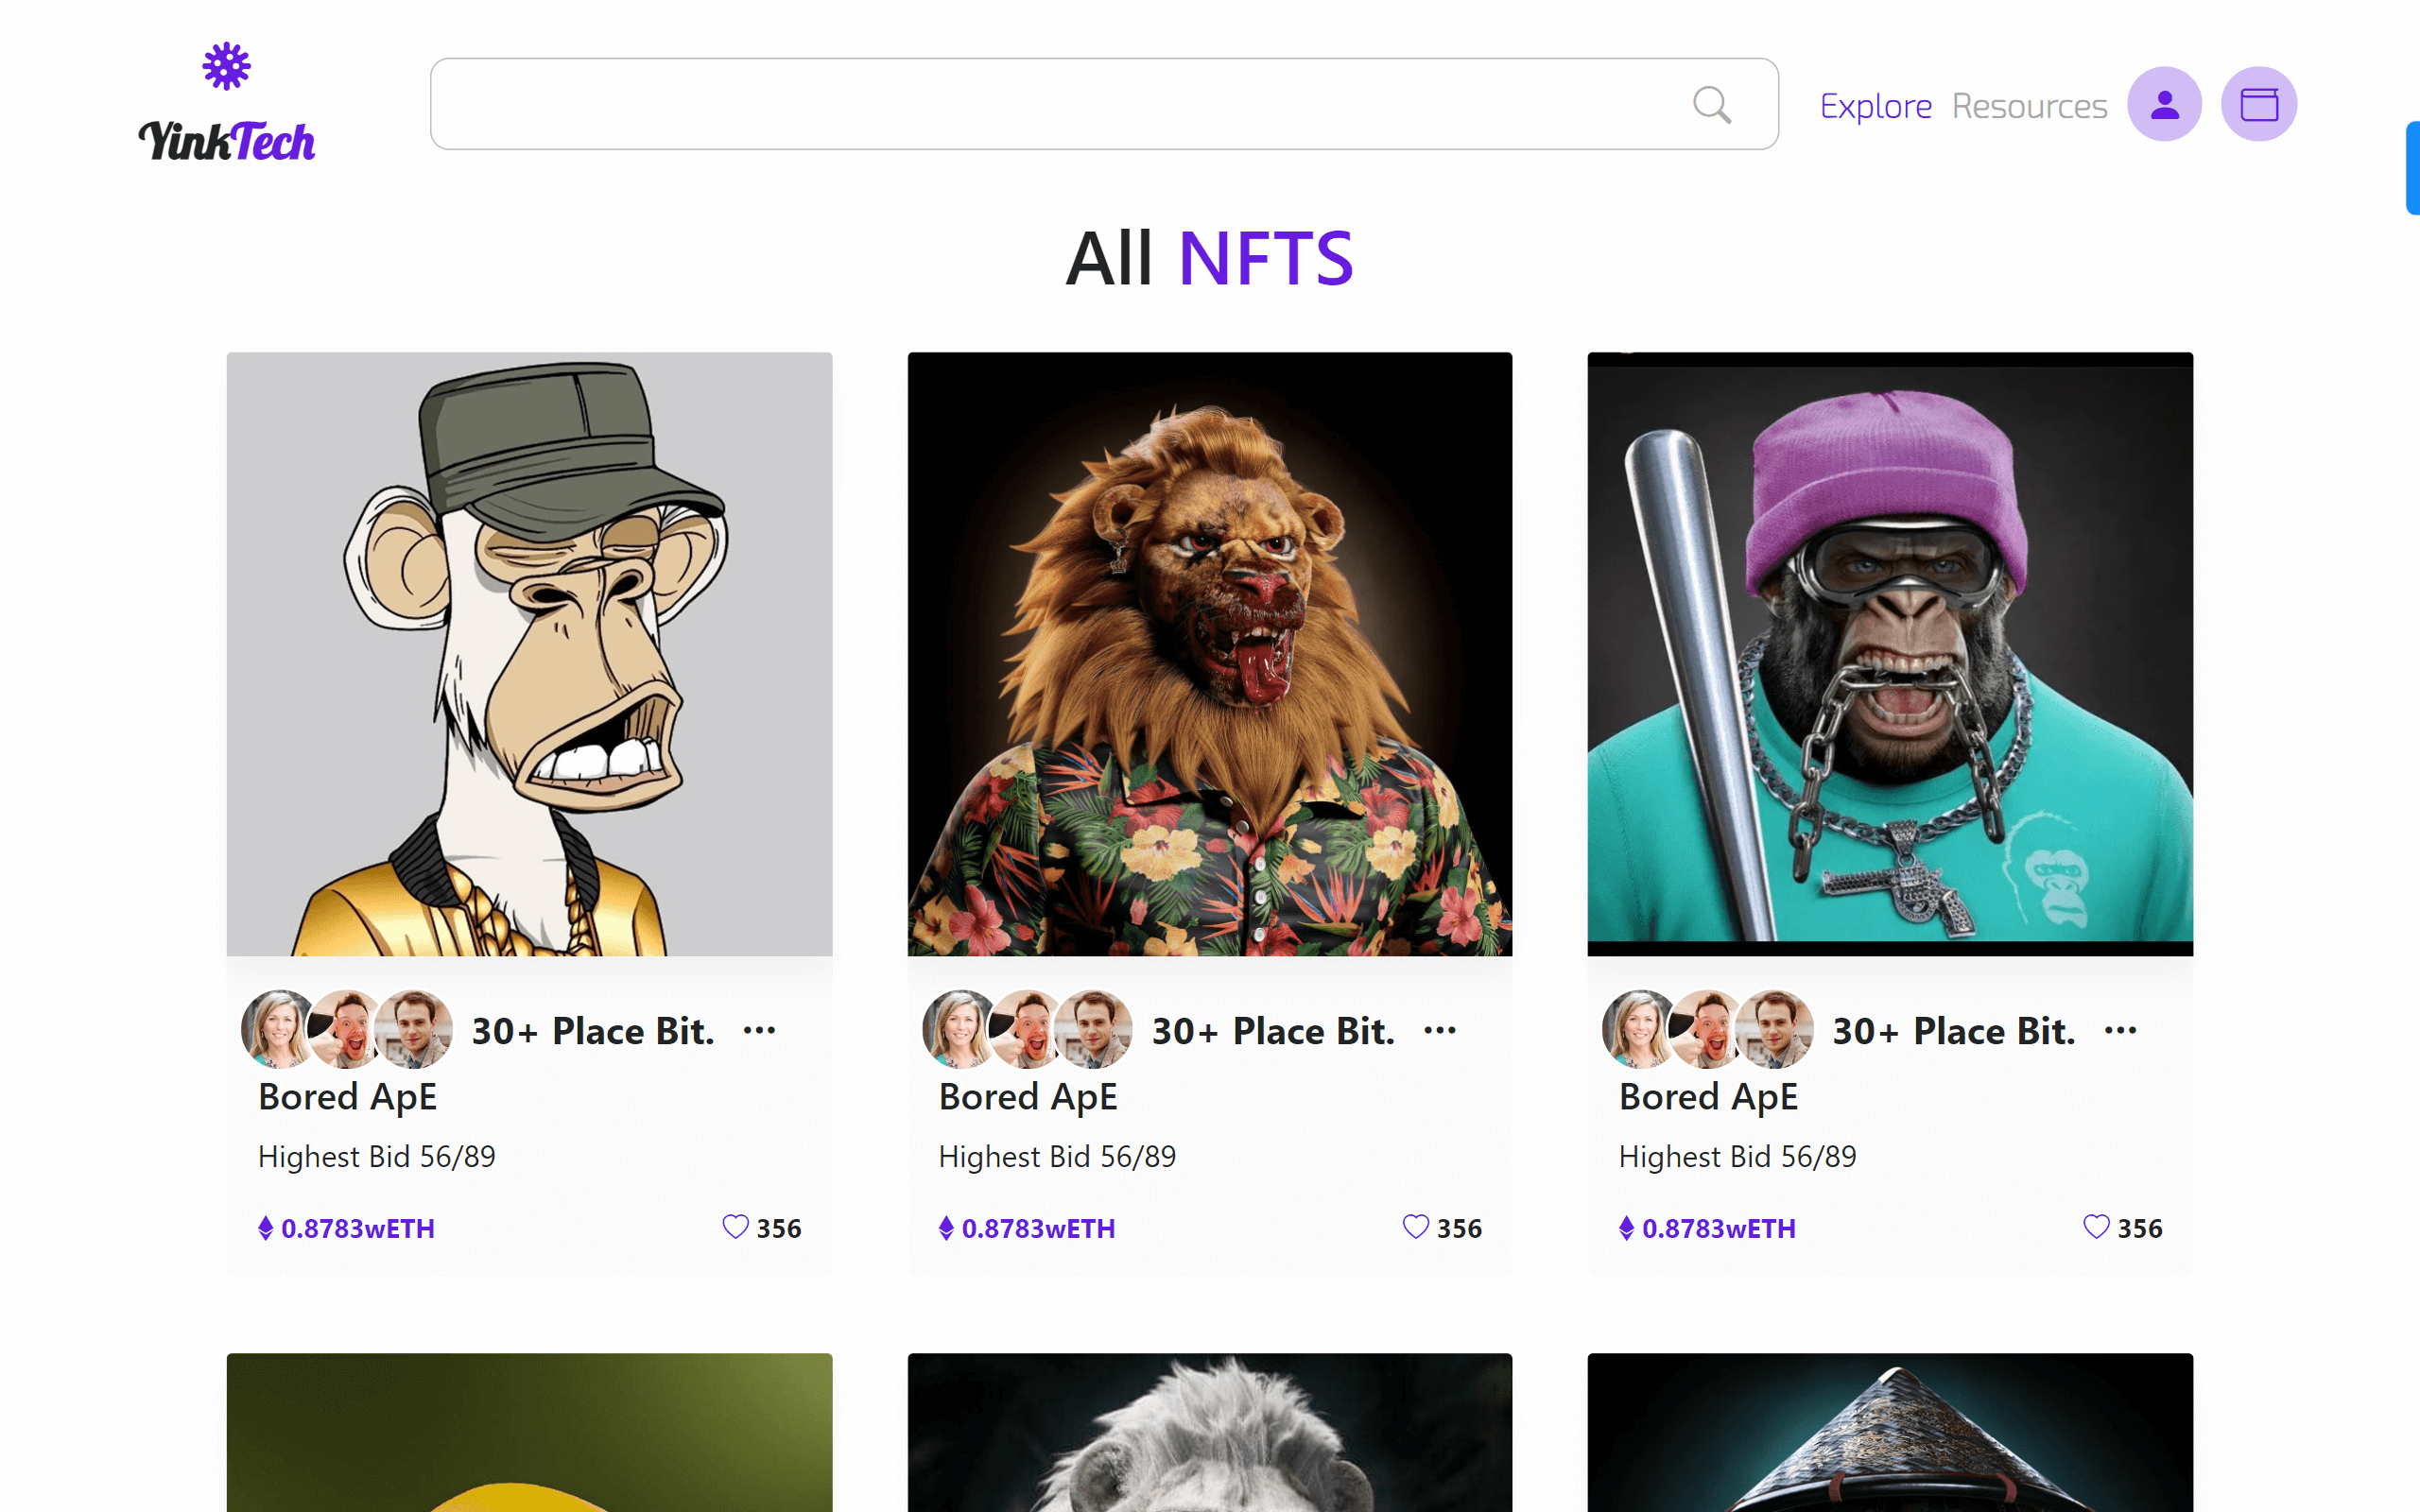 YinkTech
Explore Resources
All NFTS
30+ Place Bit.
Bored ApE
Highest Bid 56/89
0.8783wETH 356
30+ Place Bit.
Bored ApE
Highest Bid 56/89
0.8783wETH 356
30+ Place Bit.
Bored ApE
Highest Bid 56/89
0.8783wETH 356